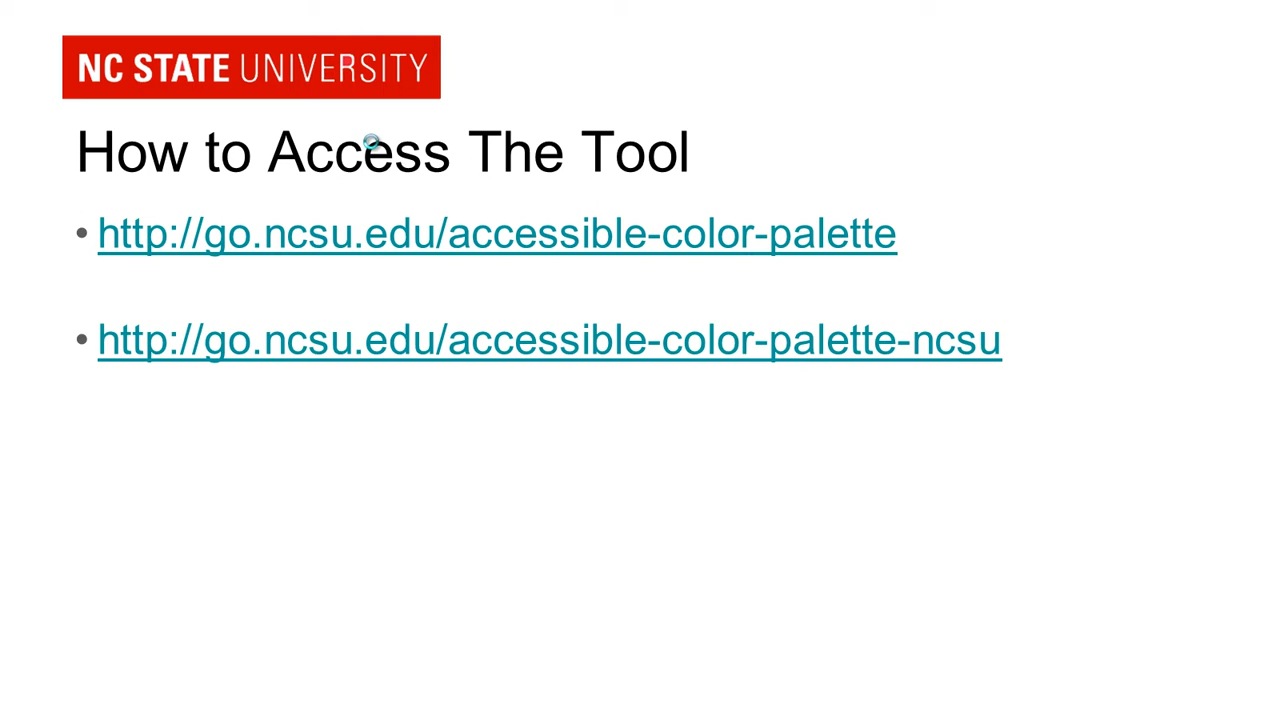 NC STATE UNIVERSITY
How to Access The Tool
• http://go.ncsu.edu/accessible-color-palette
• http://go.ncsu.edu/accessible-color-palette-ncsu